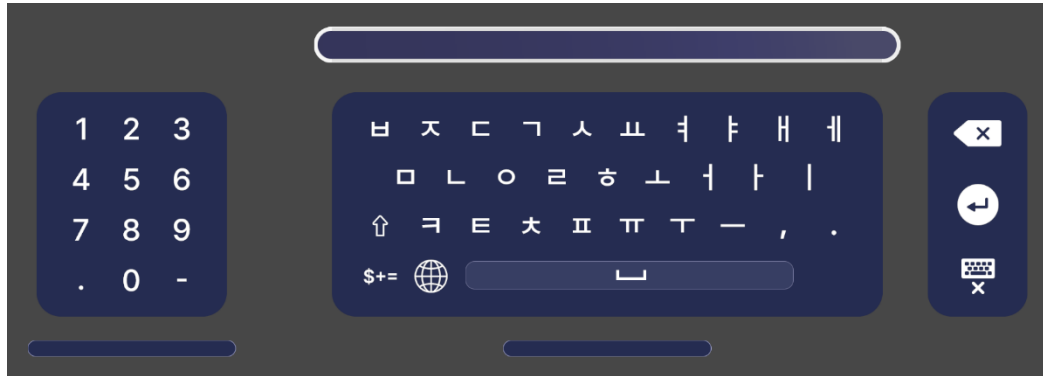 1 2 3
4 5 6
7 8 9
. 0 -
ㅂ ㅈ ㄷ ㄱ ㅅ ㅛ ㅕ ㅑ ㅐ ㅔ
ㅁ ㄴ ㅇ ㄹ ㅎ ㅗ ㅓ ㅏ ㅣ
ㅋ ㅌ ㅊ ㅍ ㅠ ㅜ ㅡ , .
$+=